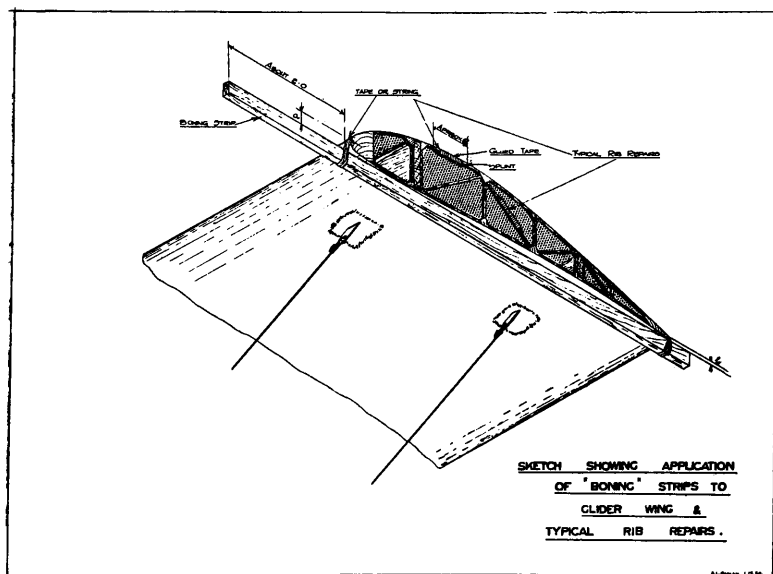 ABOUT 2'.0
BONING STRIP
a
TAPE OR STRING
APPROX
GLUED TAPE
SPLINT
TYPICAL RIB REPAIRS
SKETCH SHOWING APPLICATION
OF "BONING" STRIPS TO
GLIDER WING &
TYPICAL RIB REPAIRS.